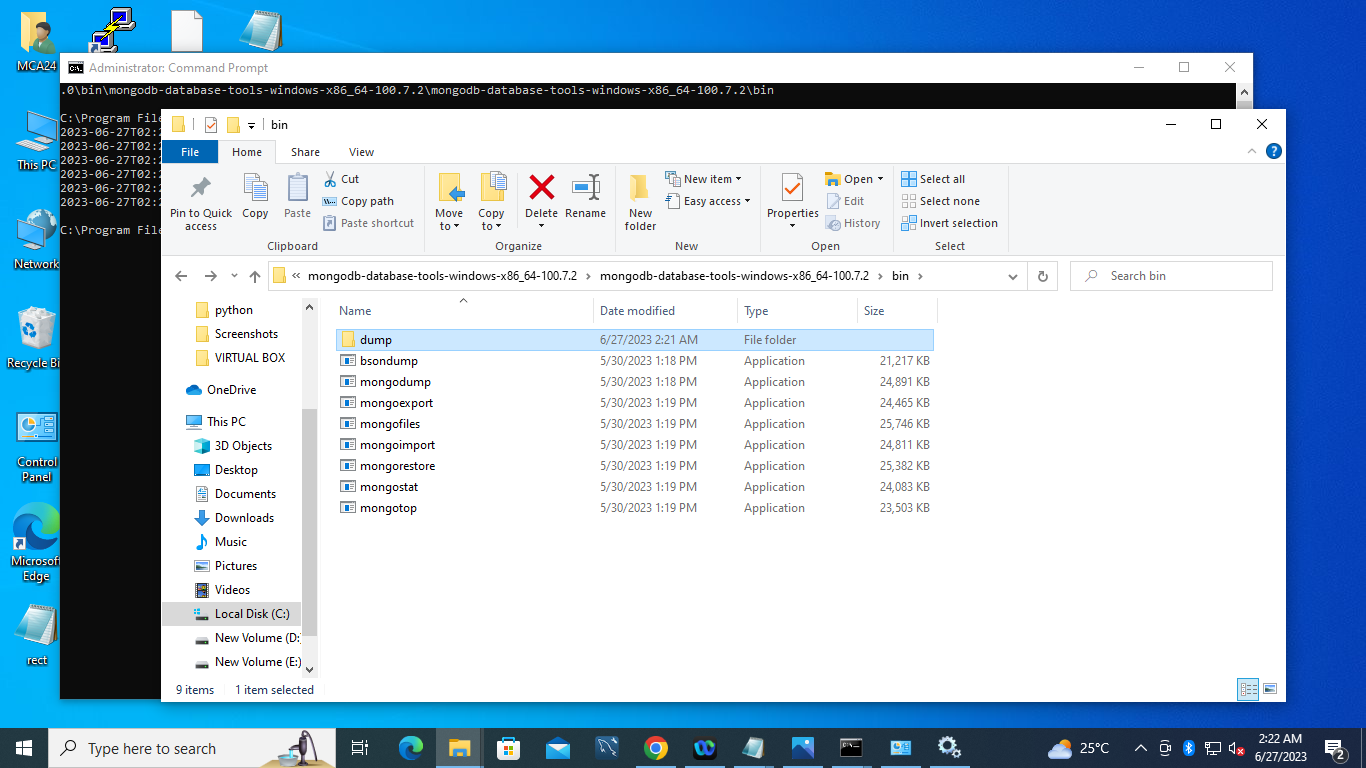 MCA24
This PC
Network
Recycle Bi
Control
Panel
Microsof
Edge
rect
Administrator: Command Prompt
.0\bin\mongodb-database-tools-windows-x86_64-100.7.2\mongodb-database-tools-windows-x86_64-100.7.2\bin
C:\Program File
2023-06-27T02:2
2023-06-27T02:2
2023-06-27T02:2
2023-06-27T02:2
2023-06-27T02:2
2023-06-27T02:2
C:\Program File
bin
File Home Share View
Pin to Quick
access
Copy
Paste
Cut
Copy path
Paste shortcut
Clipboard
Move
to
Copy
to
Delete
Rename
Organize
New
folder
New item
Easy access
New
Properties
Open
Edit
History
Open
Select all
Select none
Invert selection
Select
« mongodb-database-tools-windows-x86_64-100.7.2 › mongodb-database-tools-windows-x86_64-100.7.2 › bin ›
Search bin
python
Screenshots
VIRTUAL BOX
OneDrive
This PC
3D Objects
Desktop
Documents
Downloads
Music
Pictures
Videos
Local Disk (C:)
New Volume (D:
New Volume (E:)
Name Date modified Type Size
dump 6/27/2023 2:21 AM File folder
bsondump 5/30/2023 1:18 PM Application 21,217 KB
mongodump 5/30/2023 1:18 PM Application 24,891 KB
mongoexport 5/30/2023 1:19 PM Application 24,465 KB
mongofiles 5/30/2023 1:19 PM Application 25,746 KB
mongoimport 5/30/2023 1:19 PM Application 24,811 KB
mongorestore 5/30/2023 1:19 PM Application 25,382 KB
mongostat 5/30/2023 1:19 PM Application 24,083 KB
mongotop 5/30/2023 1:19 PM Application 23,503 KB
9 items 1 item selected
Type here to search
25°C
2:22 AM
6/27/2023
2